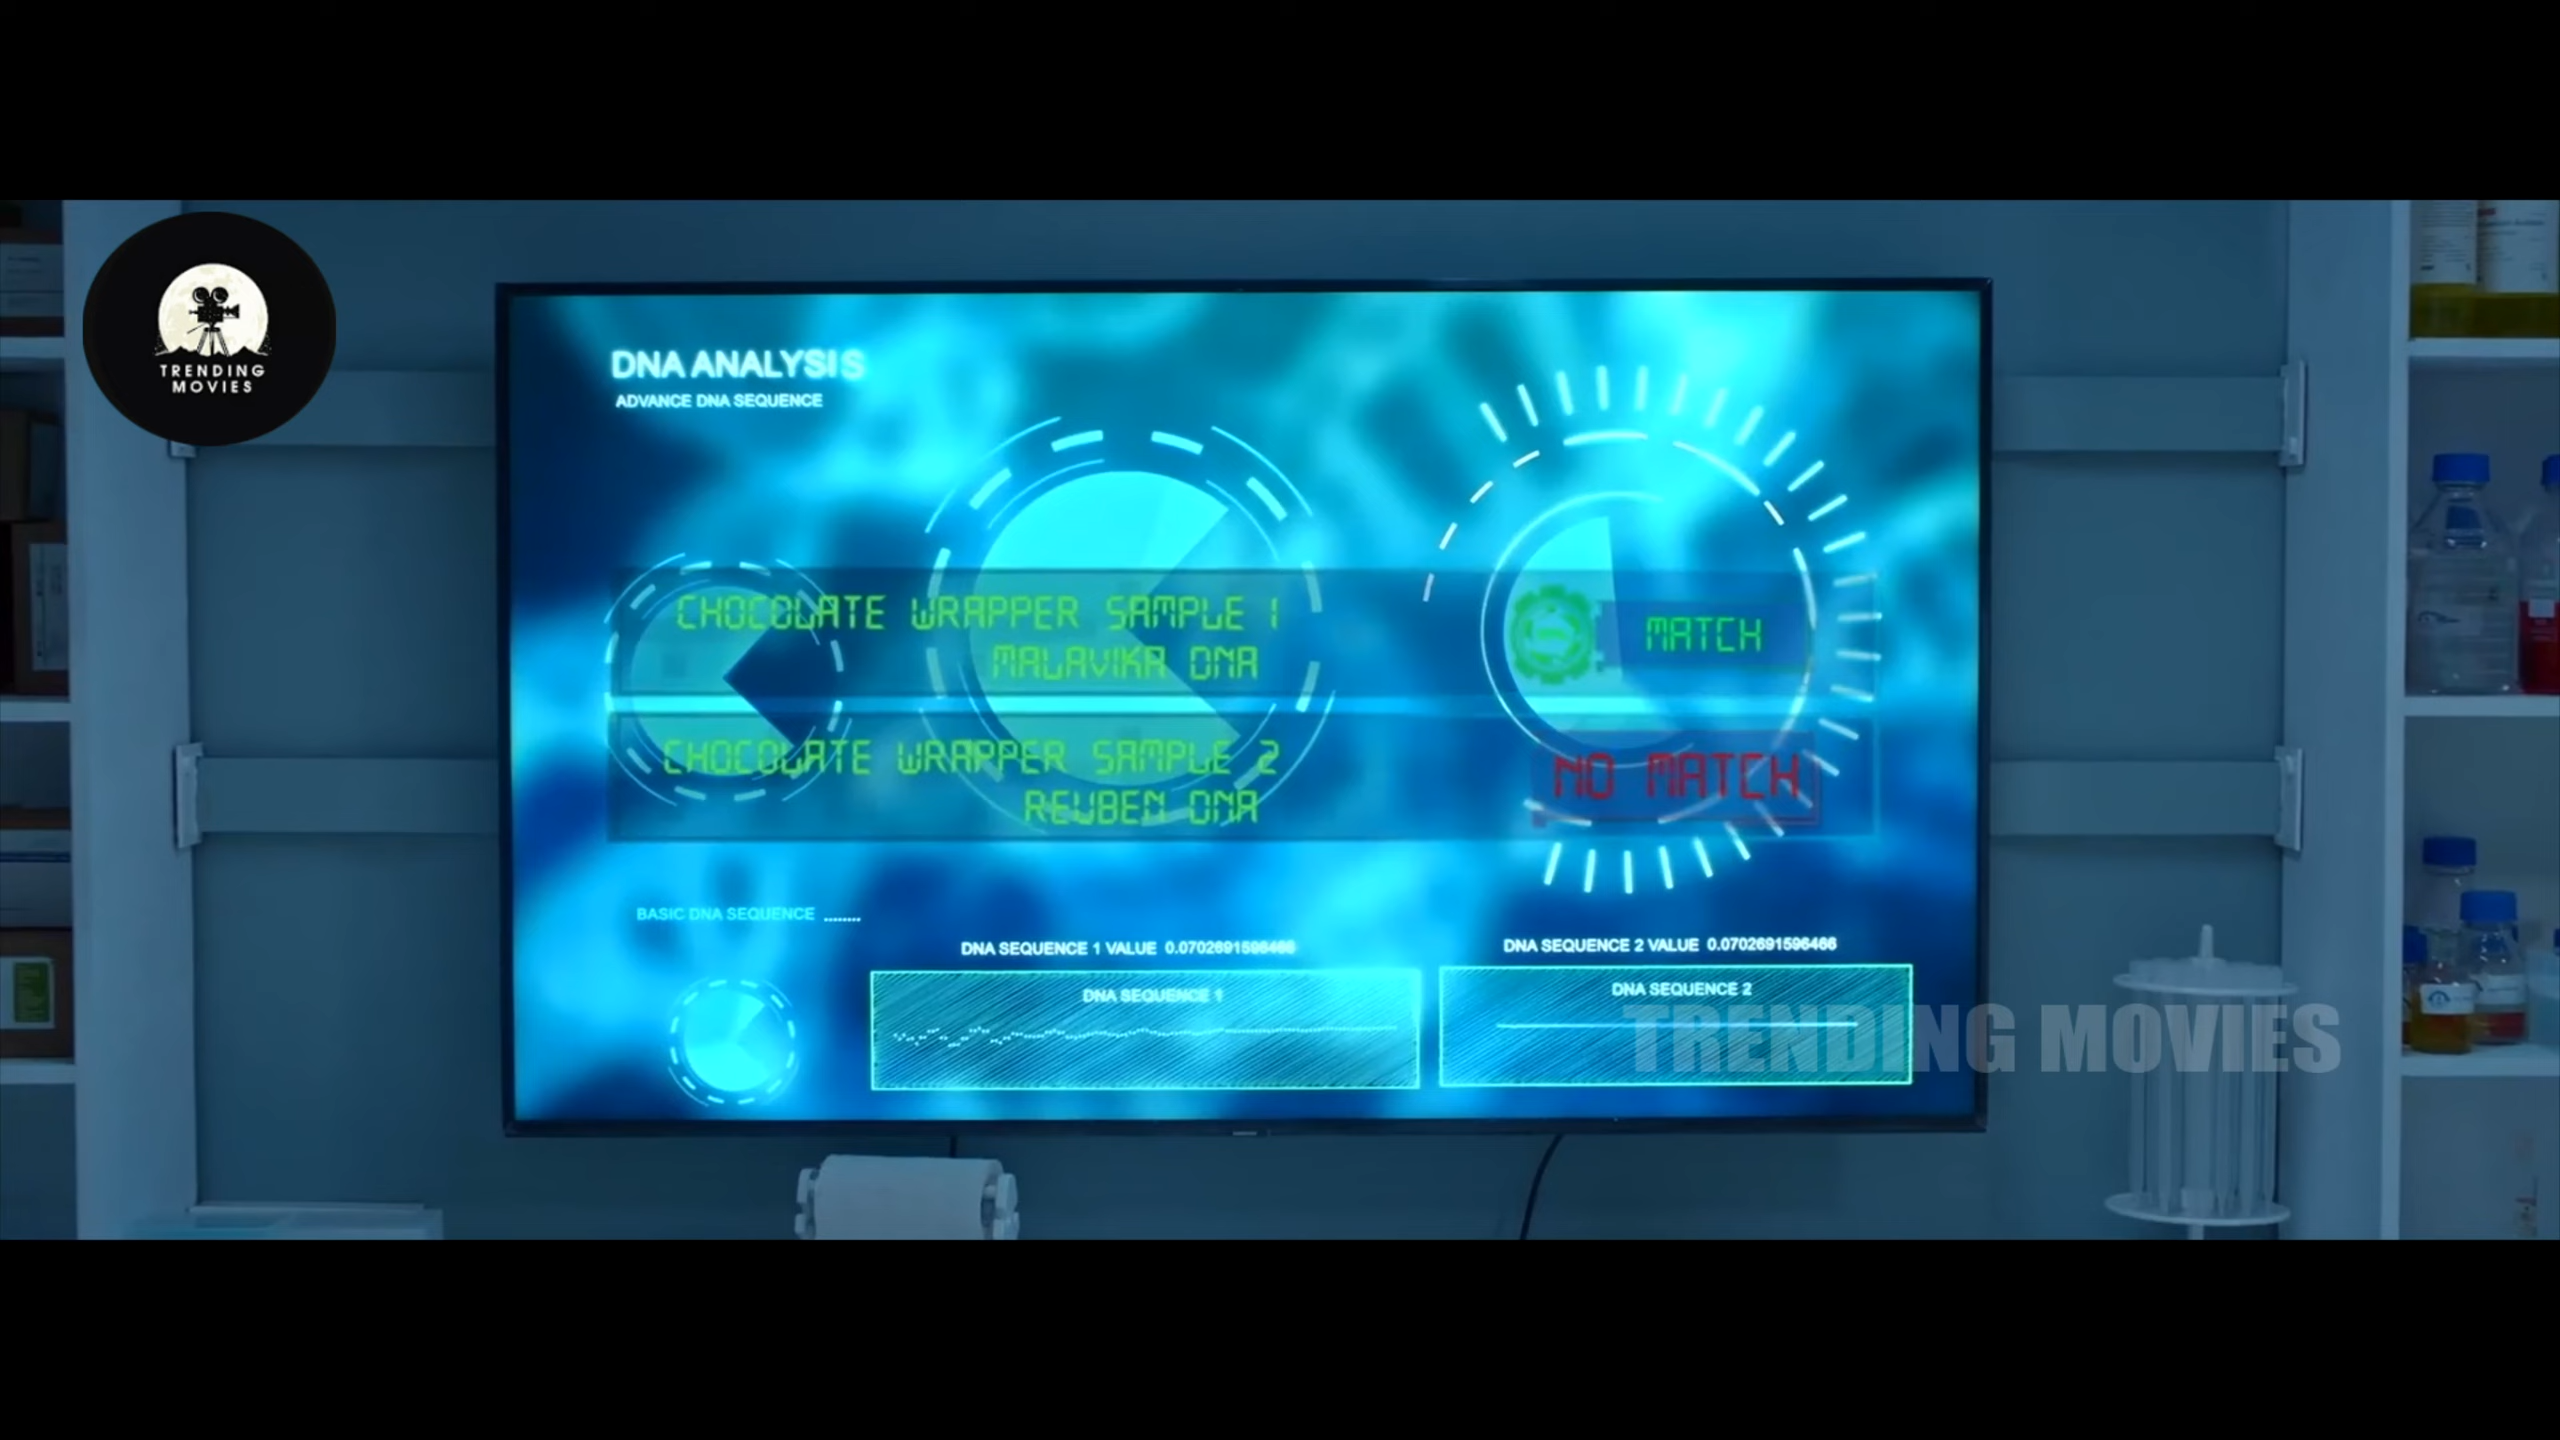 TRENDING
MOVIES
DNA ANALYSIS
ADVANCE DNA SEQUENCE
CHOCOLATE WRAPPER SAMPLE 1
MALAVIKA DNA
MATCH
CHOCOLATE WRAPPER SAMPLE 2
REUBEN DNA
NO MATCH
BASIC DNA SEQUENCE ........
DNA SEQUENCE 1 VALUE 0.0702691596466
DNA SEQUENCE 2 VALUE 0.0702691596466
DNA SEQUENCE 1
DNA SEQUENCE 2
TRENDING MOVIES